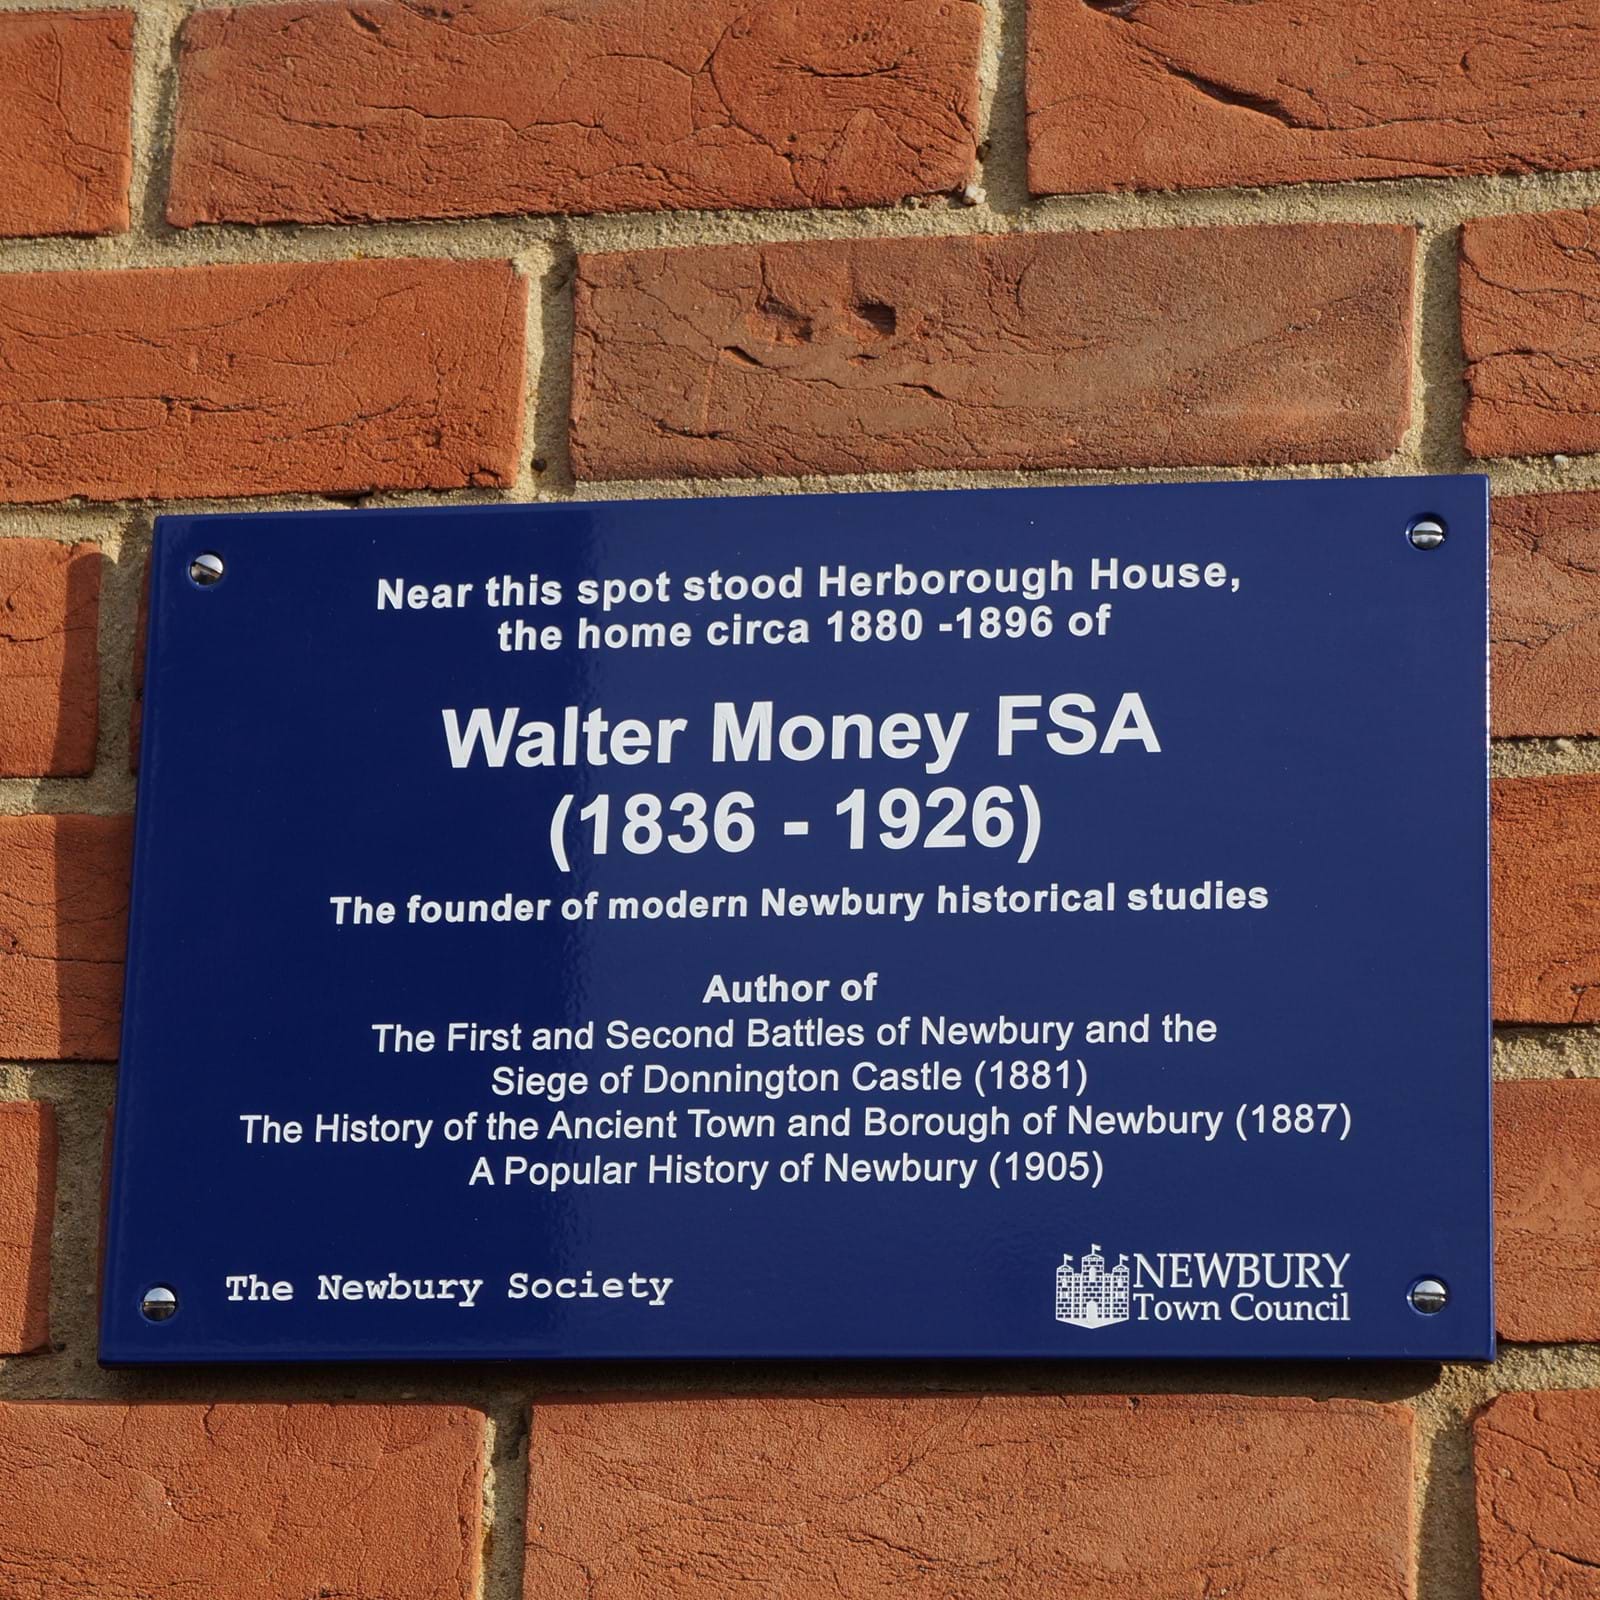 Near this spot stood Herborough House,
the home circa 1880 -1896 of
Walter Money FSA
(1836 - 1926)
The founder of modern Newbury historical studies
Author of
The First and Second Battles of Newbury and the
Siege of Donnington Castle (1881)
The History of the Ancient Town and Borough of Newbury (1887)
A Popular History of Newbury (1905)
The Newbury Society
NEWBURY
Town Council